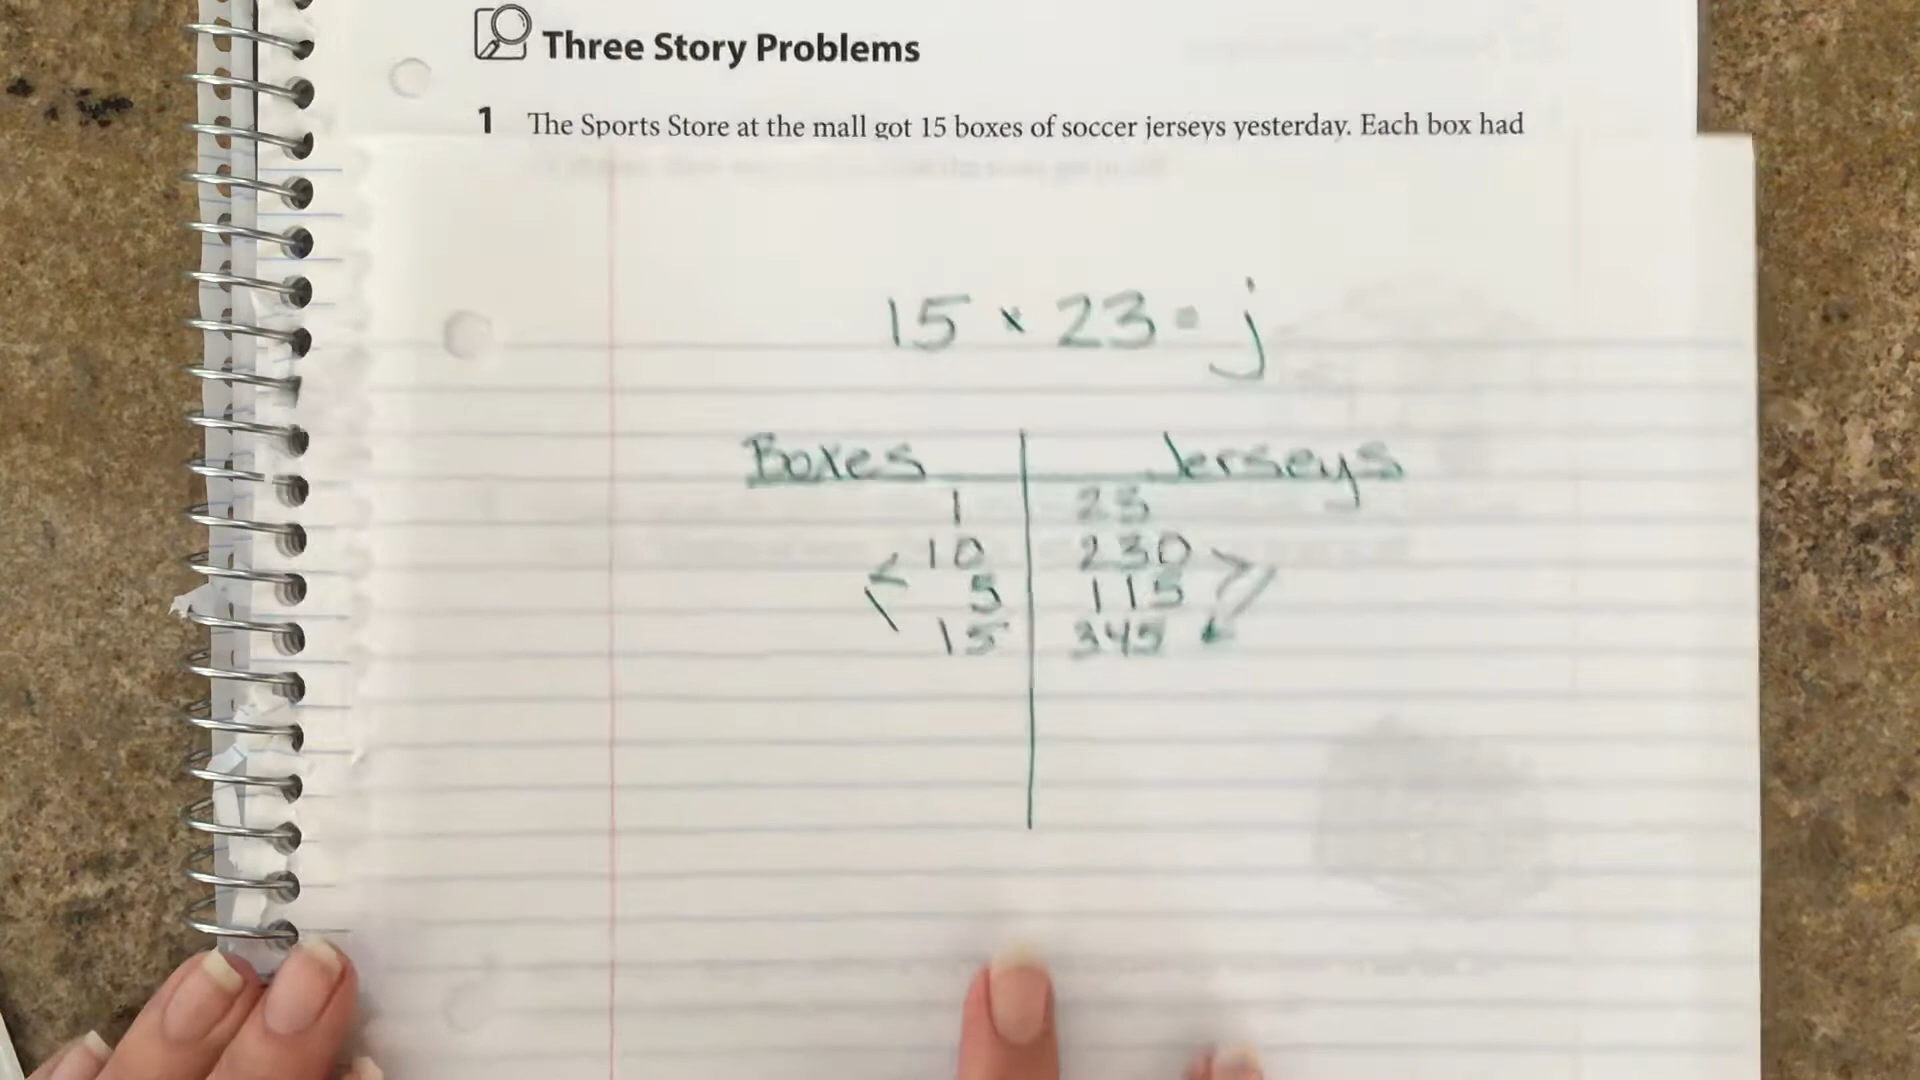 Three Story Problems
1 The Sports Store at the mall got 15 boxes of soccer jerseys yesterday. Each box had
15 x 23 = j
Boxes Jerseys
1 23
10 230
5 115
15 345